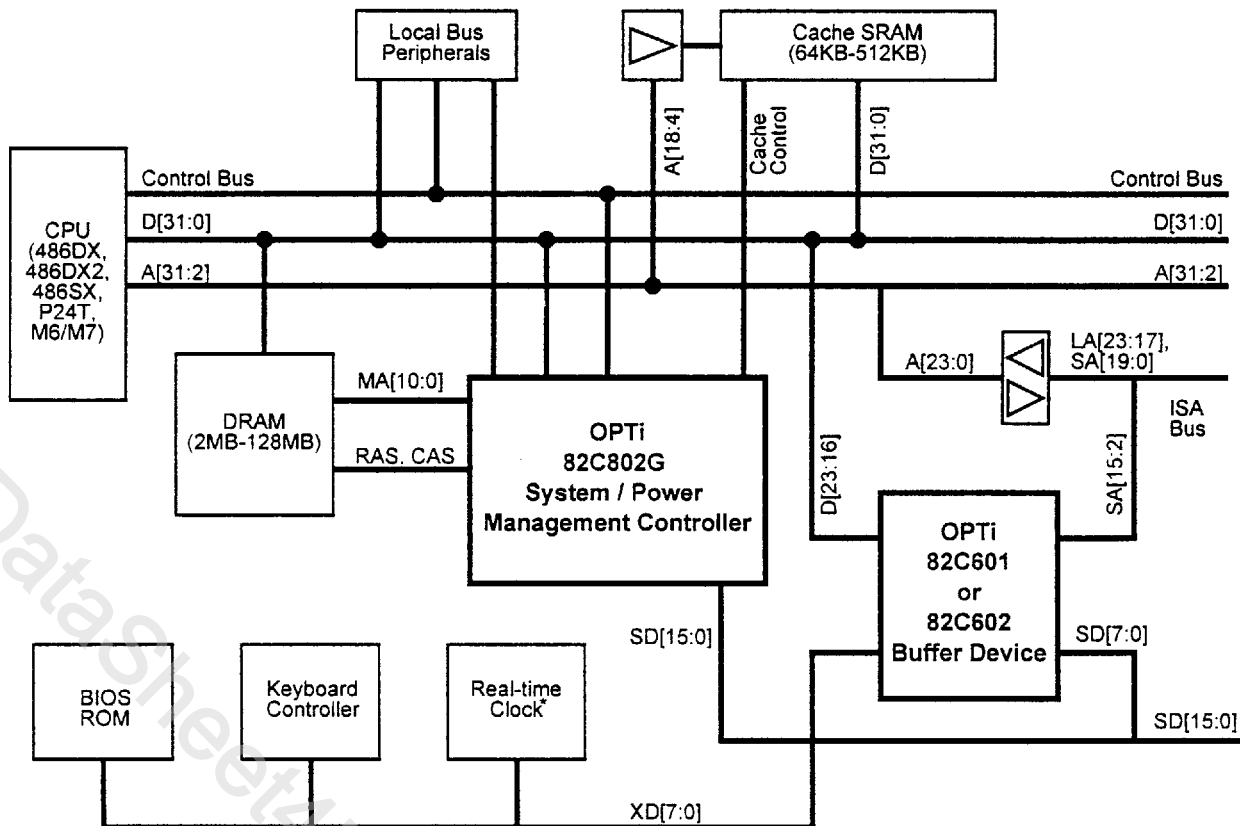 Local Bus
Peripherals
Cache SRAM
(64KB-512KB)
A[18:4]
Cache
Control
D[31:0]
CPU
(486DX,
486DX2,
486SX,
P24T,
M6/M7)
Control Bus
Control Bus
D[31:0]
D[31:0]
A[31:2]
A[31:2]
DRAM
(2MB-128MB)
MA[10:0]
RAS. CAS
OPTi
82C802G
System / Power
Management Controller
A[23:0]
LA[23:17],
SA[19:0]
ISA
Bus
D[23:16]
SA[15:2]
OPTi
82C601
or
82C602
Buffer Device
SD[15:0]
SD[7:0]
SD[15:0]
BIOS
ROM
Keyboard
Controller
Real-time
Clock*
XD[7:0]
DataSheet4